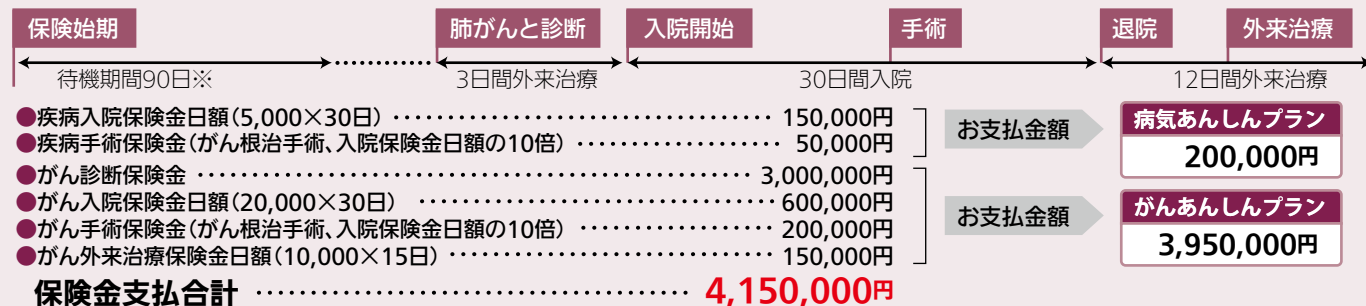 保険始期 肺がんと診断 入院開始 手術 退院 外来治療
待機期間90日※ 3日間外来治療 30日間入院 12日間外来治療
●疾病入院保険金日額(5,000×30日) 150,000円
●疾病手術保険金(がん根治手術、入院保険金日額の10倍) 50,000円
お支払金額
病気あんしんプラン
200,000円
●がん診断保険金 3,000,000円
●がん入院保険金日額(20,000×30日) 600,000円
●がん手術保険金(がん根治手術、入院保険金日額の10倍) 200,000円
●がん外来治療保険金日額(10,000×15日) 150,000円
お支払金額
がんあんしんプラン
3,950,000円
保険金支払合計 4,150,000円